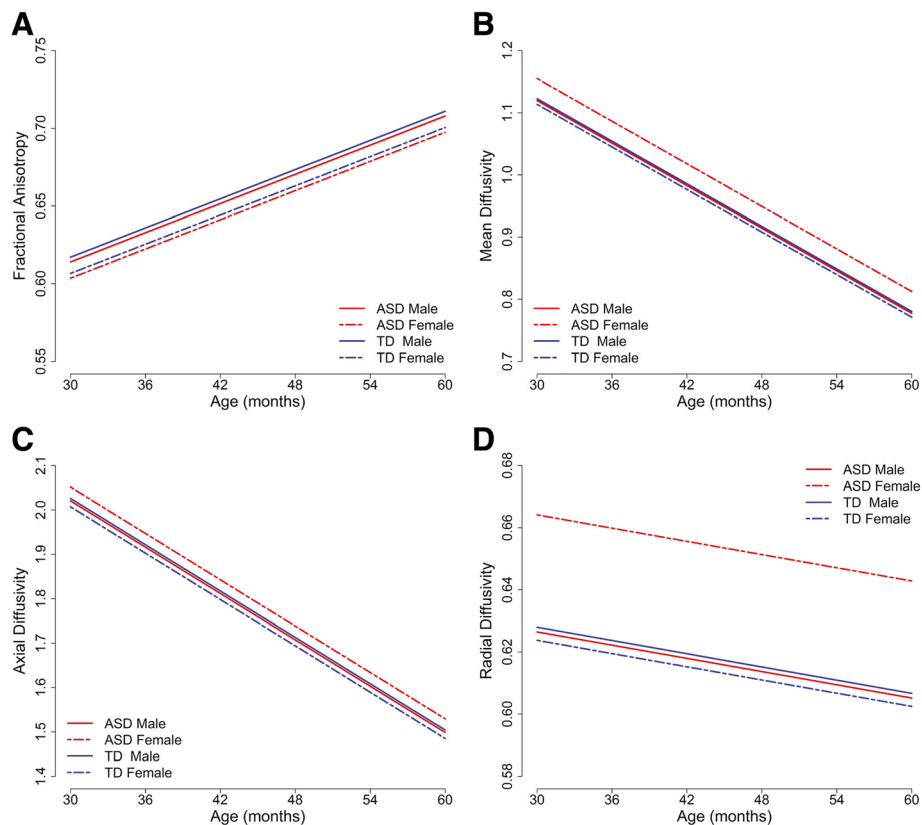 A
Fractional Anisotropy
0.75
0.70
0.65
0.60
0.55
ASD Male
ASD Female
TD Male
TD Female
30 36 42 48 54 60
Age (months)
B
Mean Diffusivity
1.2
1.1
1.0
0.9
0.8
0.7
ASD Male
ASD Female
TD Male
TD Female
30 36 42 48 54 60
Age (months)
C
Axial Diffusivity
2.1
2.0
1.9
1.8
1.7
1.6
1.5
1.4
ASD Male
ASD Female
TD Male
TD Female
30 36 42 48 54 60
Age (months)
D
Radial Diffusivity
0.68
0.66
0.64
0.62
0.60
0.58
ASD Male
ASD Female
TD Male
TD Female
30 36 42 48 54 60
Age (months)